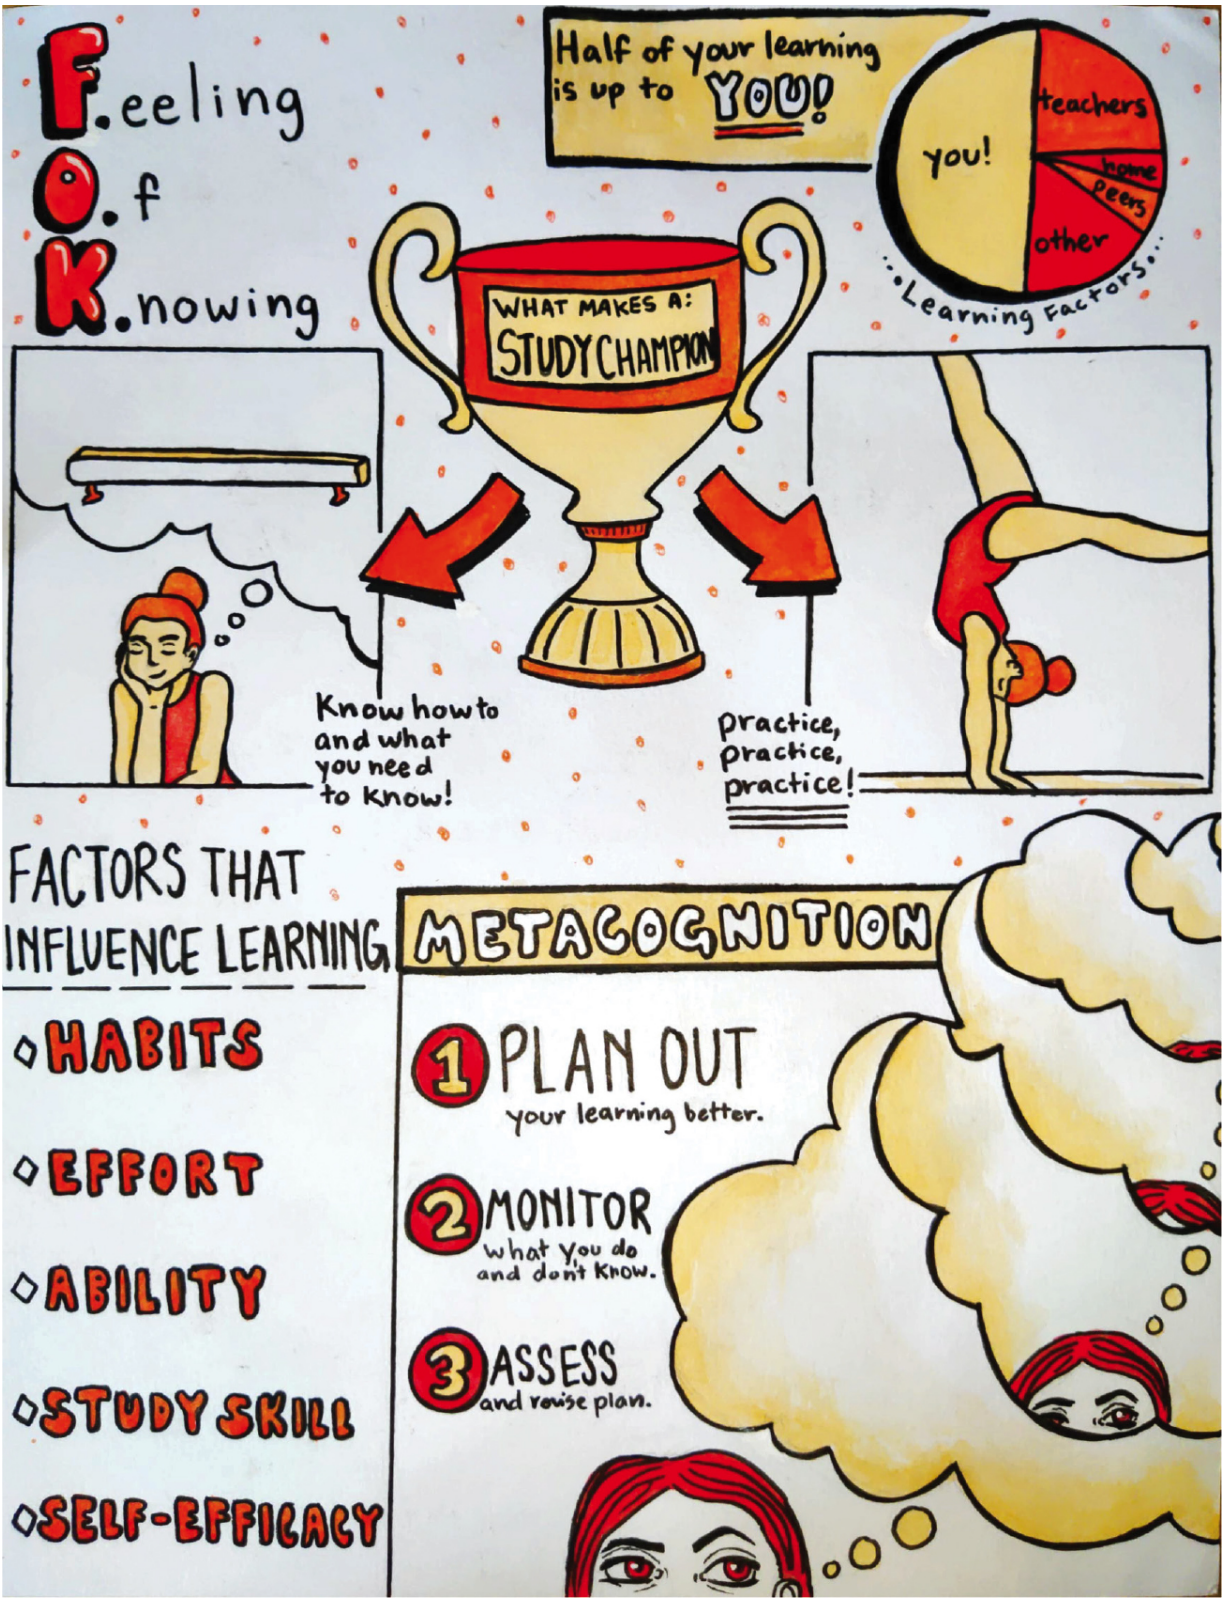 F.eeling
O.f
K.nowing
Half of your learning
is up to YOU!
you!
teachers
home
peers
other
...Learning Factors...
WHAT MAKES A:
STUDY CHAMPION
Know how to
and what
you need
to know!
practice,
practice,
practice!
FACTORS THAT
INFLUENCE LEARNING
HABITS
EFFORT
ABILITY
STUDY SKILL
SELF-EFFICACY
METACOGNITION
1 PLAN OUT
your learning better.
2 MONITOR
what you do
and don't know.
3 ASSESS
and revise plan.